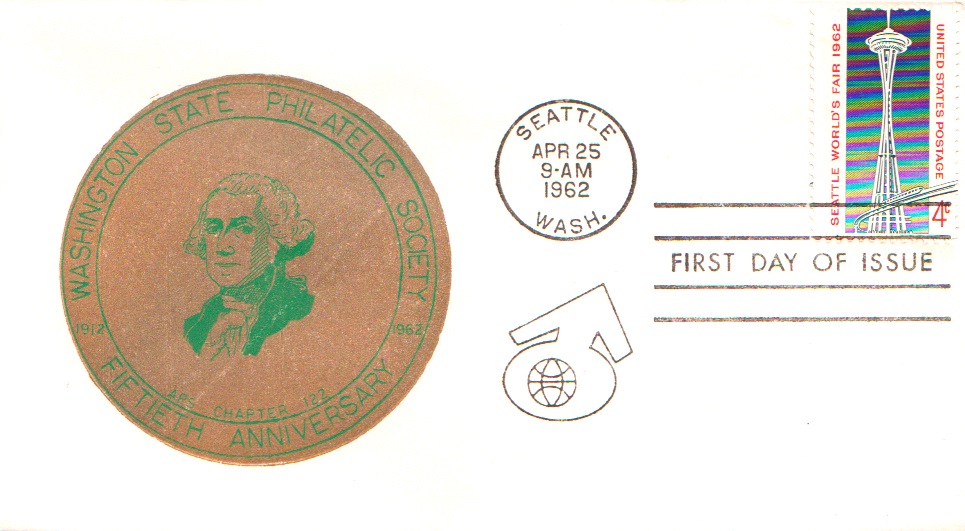 WASHINGTON STATE PHILATELIC SOCIETY
1912
1962
APS CHAPTER 122
FIFTIETH ANNIVERSARY
SEATTLE
APR 25
9-AM
1962
WASH.
SEATTLE WORLD'S FAIR 1962
UNITED STATES POSTAGE
4¢
FIRST DAY OF ISSUE